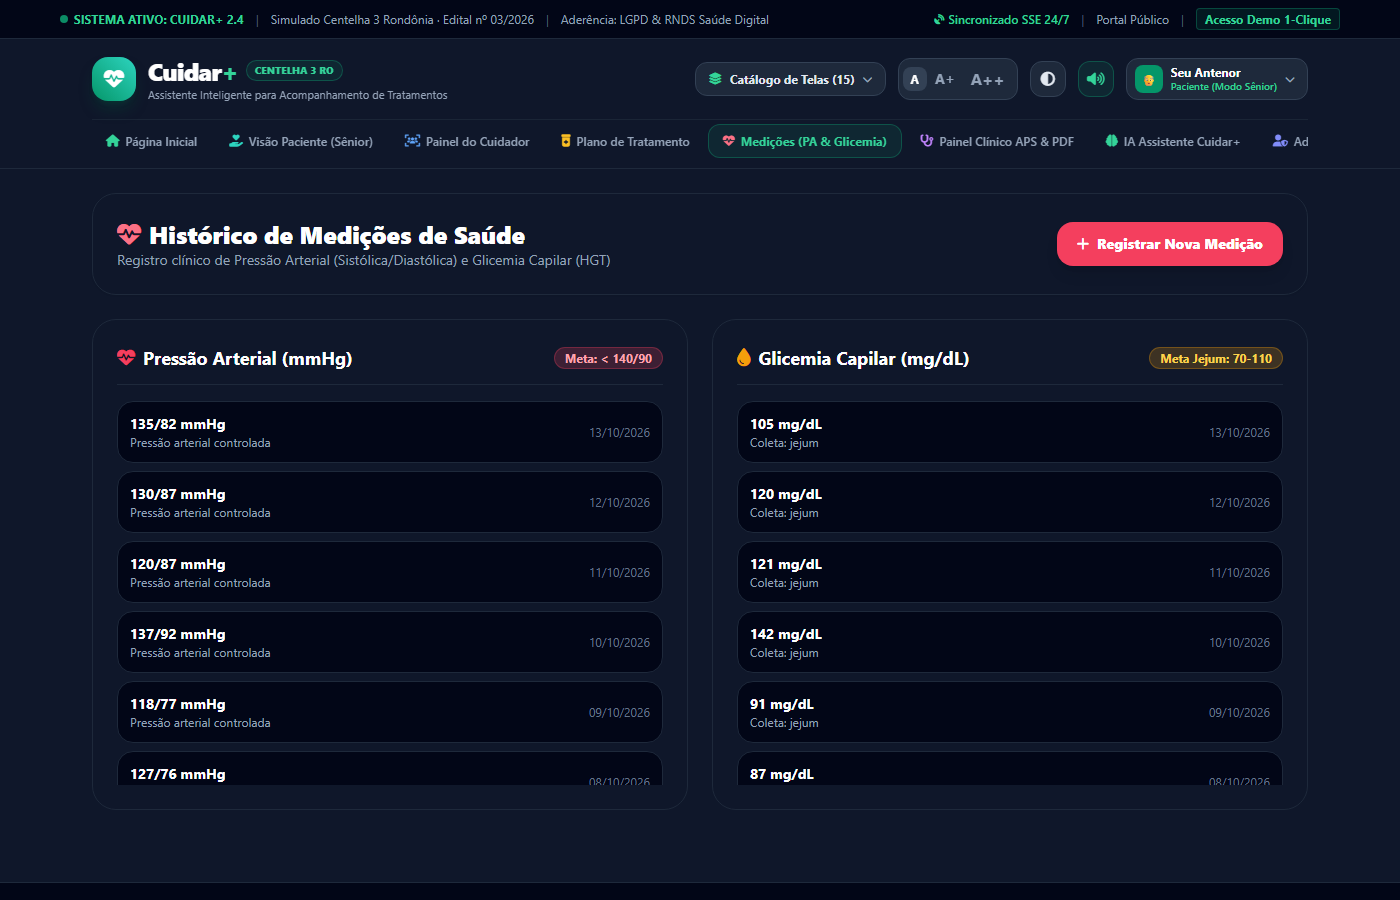 SISTEMA ATIVO: CUIDAR+ 2.4 | Simulado Centelha 3 Rondônia · Edital nº 03/2026 | Aderência: LGPD & RNDS Saúde Digital
Sincronizado SSE 24/7 | Portal Público | Acesso Demo 1-Clique
Cuidar+ CENTELHA 3 RO
Assistente Inteligente para Acompanhamento de Tratamentos
Catálogo de Telas (15)
A A+ A++
Seu Antenor
Paciente (Modo Sênior)
Página Inicial
Visão Paciente (Sênior)
Painel do Cuidador
Plano de Tratamento
Medições (PA & Glicemia)
Painel Clínico APS & PDF
IA Assistente Cuidar+
Ad
Histórico de Medições de Saúde
Registro clínico de Pressão Arterial (Sistólica/Diastólica) e Glicemia Capilar (HGT)
+ Registrar Nova Medição
Pressão Arterial (mmHg)
Meta: < 140/90
135/82 mmHg
Pressão arterial controlada
13/10/2026
130/87 mmHg
Pressão arterial controlada
12/10/2026
120/87 mmHg
Pressão arterial controlada
11/10/2026
137/92 mmHg
Pressão arterial controlada
10/10/2026
118/77 mmHg
Pressão arterial controlada
09/10/2026
127/76 mmHg
08/10/2026
Glicemia Capilar (mg/dL)
Meta Jejum: 70-110
105 mg/dL
Coleta: jejum
13/10/2026
120 mg/dL
Coleta: jejum
12/10/2026
121 mg/dL
Coleta: jejum
11/10/2026
142 mg/dL
Coleta: jejum
10/10/2026
91 mg/dL
Coleta: jejum
09/10/2026
87 mg/dL
08/10/2026